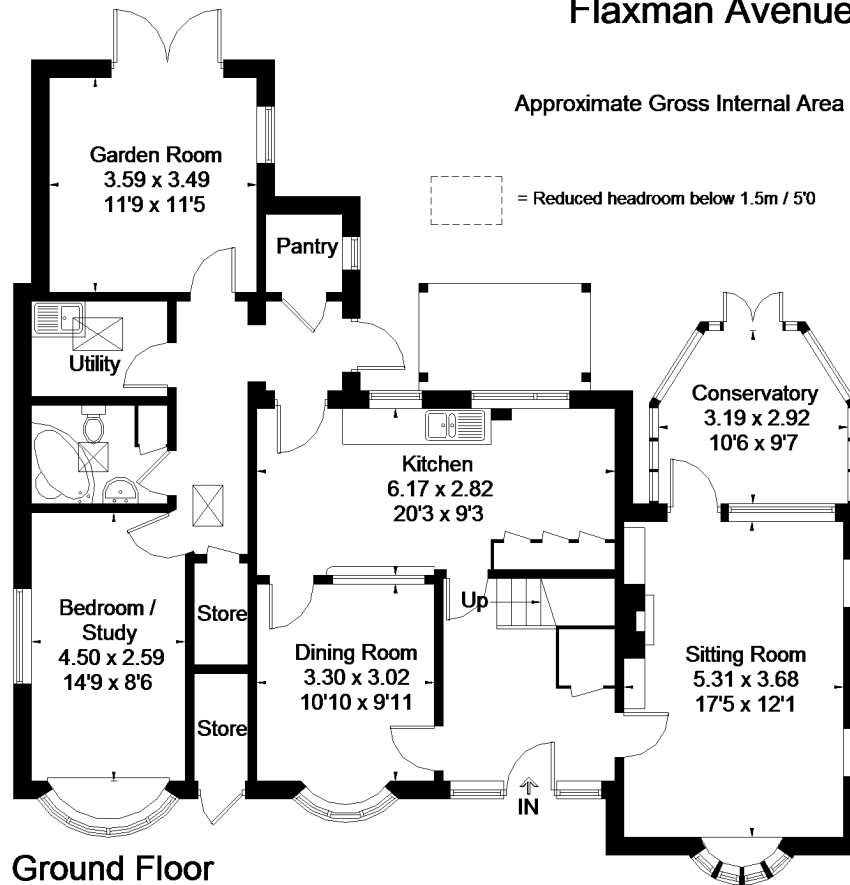 Flaxman Avenue
Approximate Gross Internal Area
= Reduced headroom below 1.5m / 5'0
Garden Room
3.59 x 3.49
11'9 x 11'5
Pantry
Utility
Conservatory
3.19 x 2.92
10'6 x 9'7
Kitchen
6.17 x 2.82
20'3 x 9'3
Up
Bedroom /
Study
4.50 x 2.59
14'9 x 8'6
Store
Dining Room
3.30 x 3.02
10'10 x 9'11
Sitting Room
5.31 x 3.68
17'5 x 12'1
Store
IN
Ground Floor